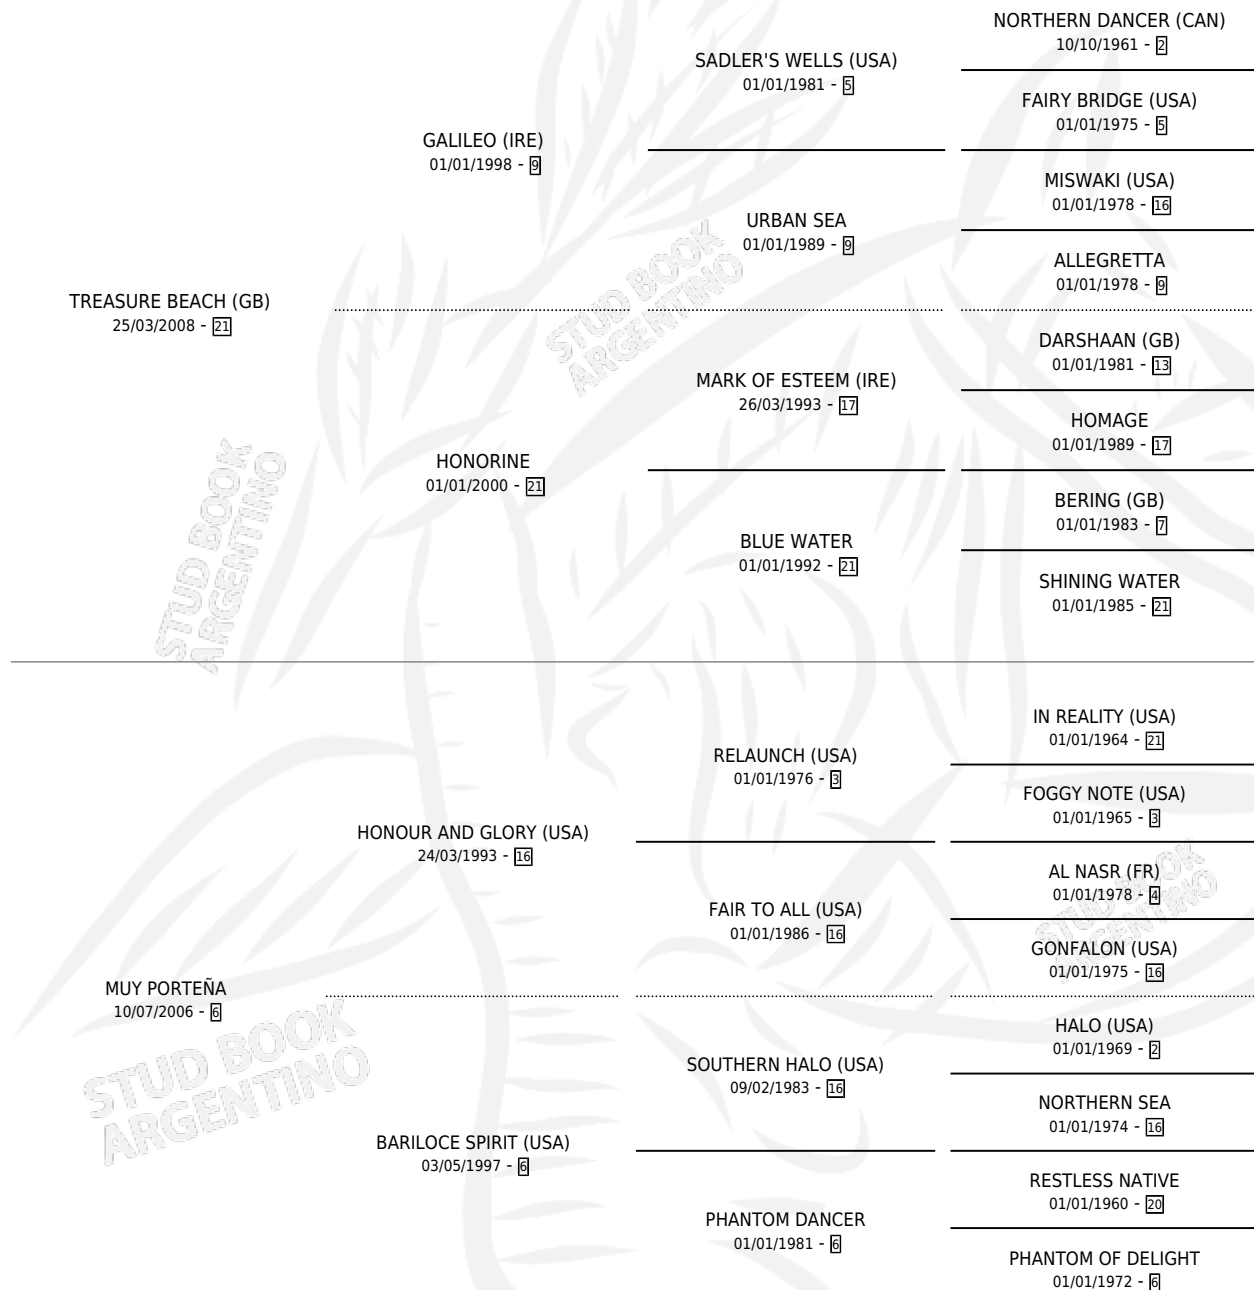 NORTHERN DANCER (CAN)
10/10/1961 - 2
SADLER'S WELLS (USA)
01/01/1981 - 5
FAIRY BRIDGE (USA)
01/01/1975 - 5
GALILEO (IRE)
01/01/1998 - 9
MISWAKI (USA)
01/01/1978 - 16
URBAN SEA
01/01/1989 - 9
ALLEGRETTA
01/01/1978 - 9
TREASURE BEACH (GB)
25/03/2008 - 21
STUD BOOK
ARGENTINO
DARSHAAN (GB)
01/01/1981 - 13
MARK OF ESTEEM (IRE)
26/03/1993 - 17
HOMAGE
01/01/1989 - 17
HONORINE
01/01/2000 - 21
BERING (GB)
01/01/1983 - 7
BLUE WATER
01/01/1992 - 21
SHINING WATER
01/01/1985 - 21
STUD BOOK
ARGENTINO
IN REALITY (USA)
01/01/1964 - 21
RELAUNCH (USA)
01/01/1976 - 3
FOGGY NOTE (USA)
01/01/1965 - 3
HONOUR AND GLORY (USA)
24/03/1993 - 16
AL NASR (FR)
01/01/1978 - 4
STUD BOOK
ARGENTINO
FAIR TO ALL (USA)
01/01/1986 - 16
GONFALON (USA)
01/01/1975 - 16
MUY PORTEÑA
10/07/2006 - 6
STUD BOOK
ARGENTINO
HALO (USA)
01/01/1969 - 2
SOUTHERN HALO (USA)
09/02/1983 - 16
NORTHERN SEA
01/01/1974 - 16
BARILOCE SPIRIT (USA)
03/05/1997 - 6
RESTLESS NATIVE
01/01/1960 - 20
PHANTOM DANCER
01/01/1981 - 6
PHANTOM OF DELIGHT
01/01/1972 - 6